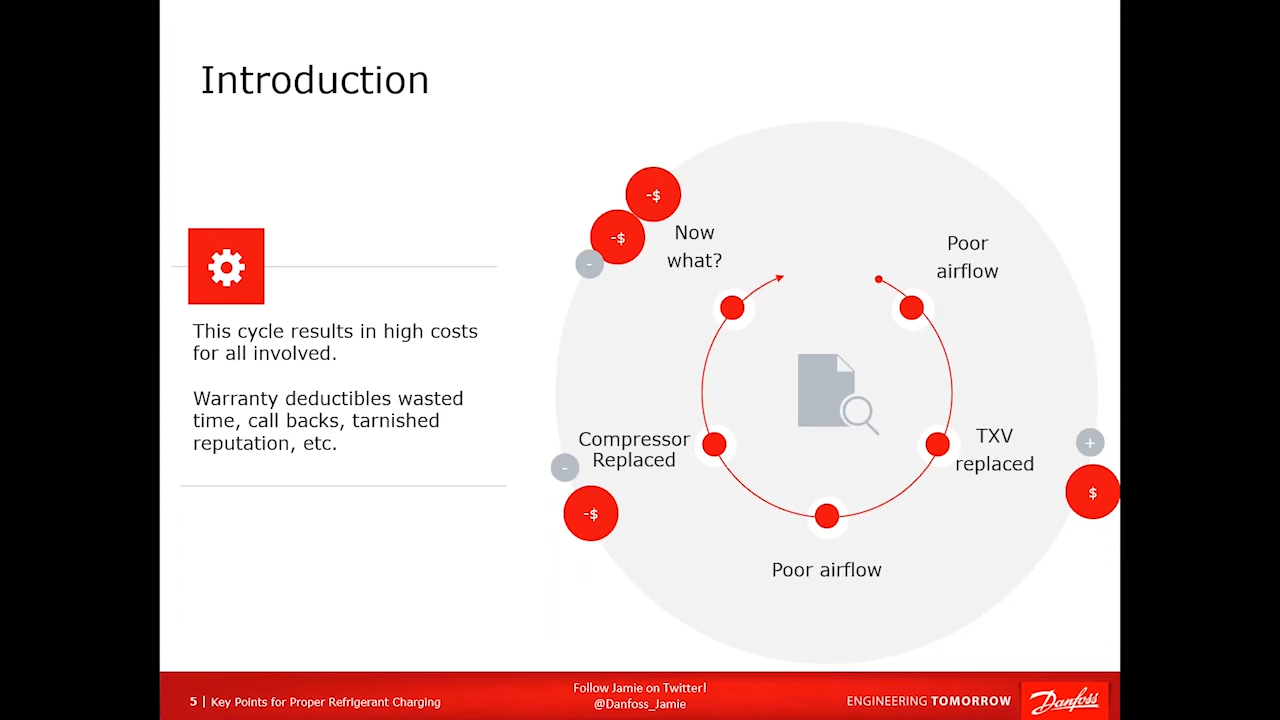 Introduction
This cycle results in high costs
for all involved.
Warranty deductibles wasted
time, call backs, tarnished
reputation, etc.
-$
-$
-
Now
what?
Poor
airflow
Compressor
Replaced
-
-$
TXV
replaced
+
$
Poor airflow
5 | Key Points for Proper Refrigerant Charging
Follow Jamie on Twitter!
@Danfoss_Jamie
ENGINEERING TOMORROW
Danfoss